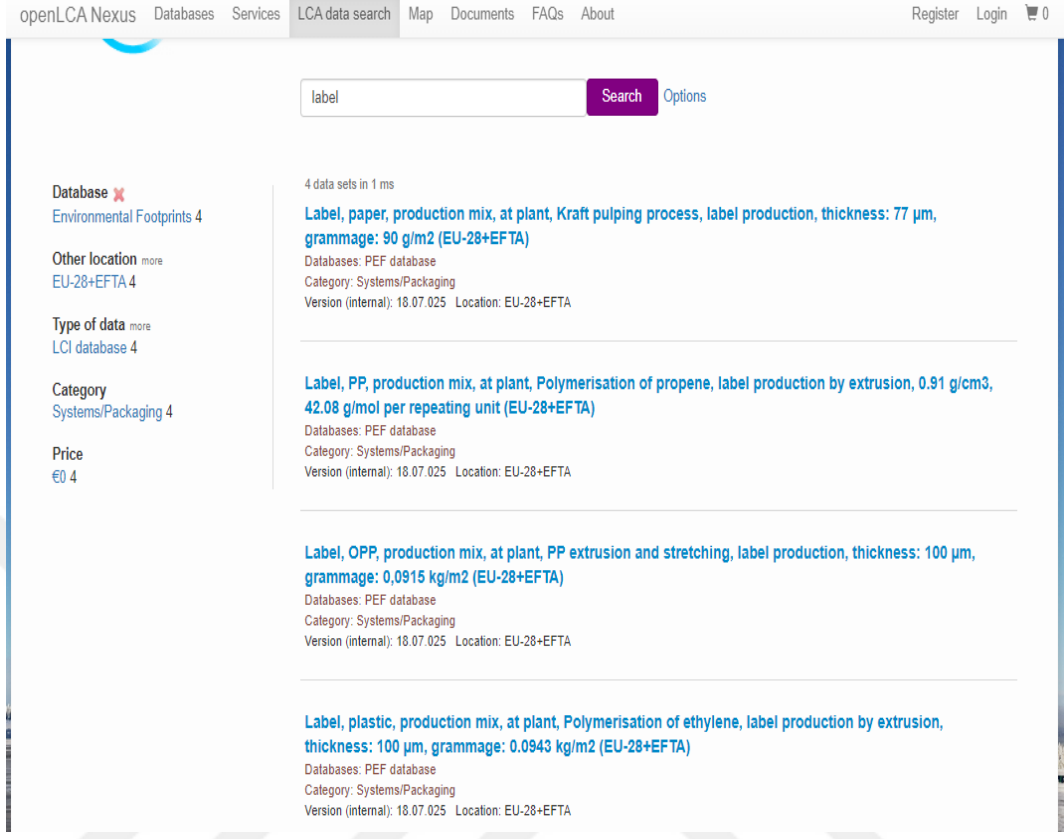 openLCA Nexus Databases Services LCA data search Map Documents FAQs About Register Login 0
label Search Options
Database
Environmental Footprints 4
Other location more
EU-28+EFTA 4
Type of data more
LCI database 4
Category
Systems/Packaging 4
Price
€0 4
4 data sets in 1 ms
Label, paper, production mix, at plant, Kraft pulping process, label production, thickness: 77 µm,
grammage: 90 g/m2 (EU-28+EFTA)
Databases: PEF database
Category: Systems/Packaging
Version (internal): 18.07.025 Location: EU-28+EFTA
Label, PP, production mix, at plant, Polymerisation of propene, label production by extrusion, 0.91 g/cm3,
42.08 g/mol per repeating unit (EU-28+EFTA)
Databases: PEF database
Category: Systems/Packaging
Version (internal): 18.07.025 Location: EU-28+EFTA
Label, OPP, production mix, at plant, PP extrusion and stretching, label production, thickness: 100 µm,
grammage: 0,0915 kg/m2 (EU-28+EFTA)
Databases: PEF database
Category: Systems/Packaging
Version (internal): 18.07.025 Location: EU-28+EFTA
Label, plastic, production mix, at plant, Polymerisation of ethylene, label production by extrusion,
thickness: 100 µm, grammage: 0.0943 kg/m2 (EU-28+EFTA)
Databases: PEF database
Category: Systems/Packaging
Version (internal): 18.07.025 Location: EU-28+EFTA